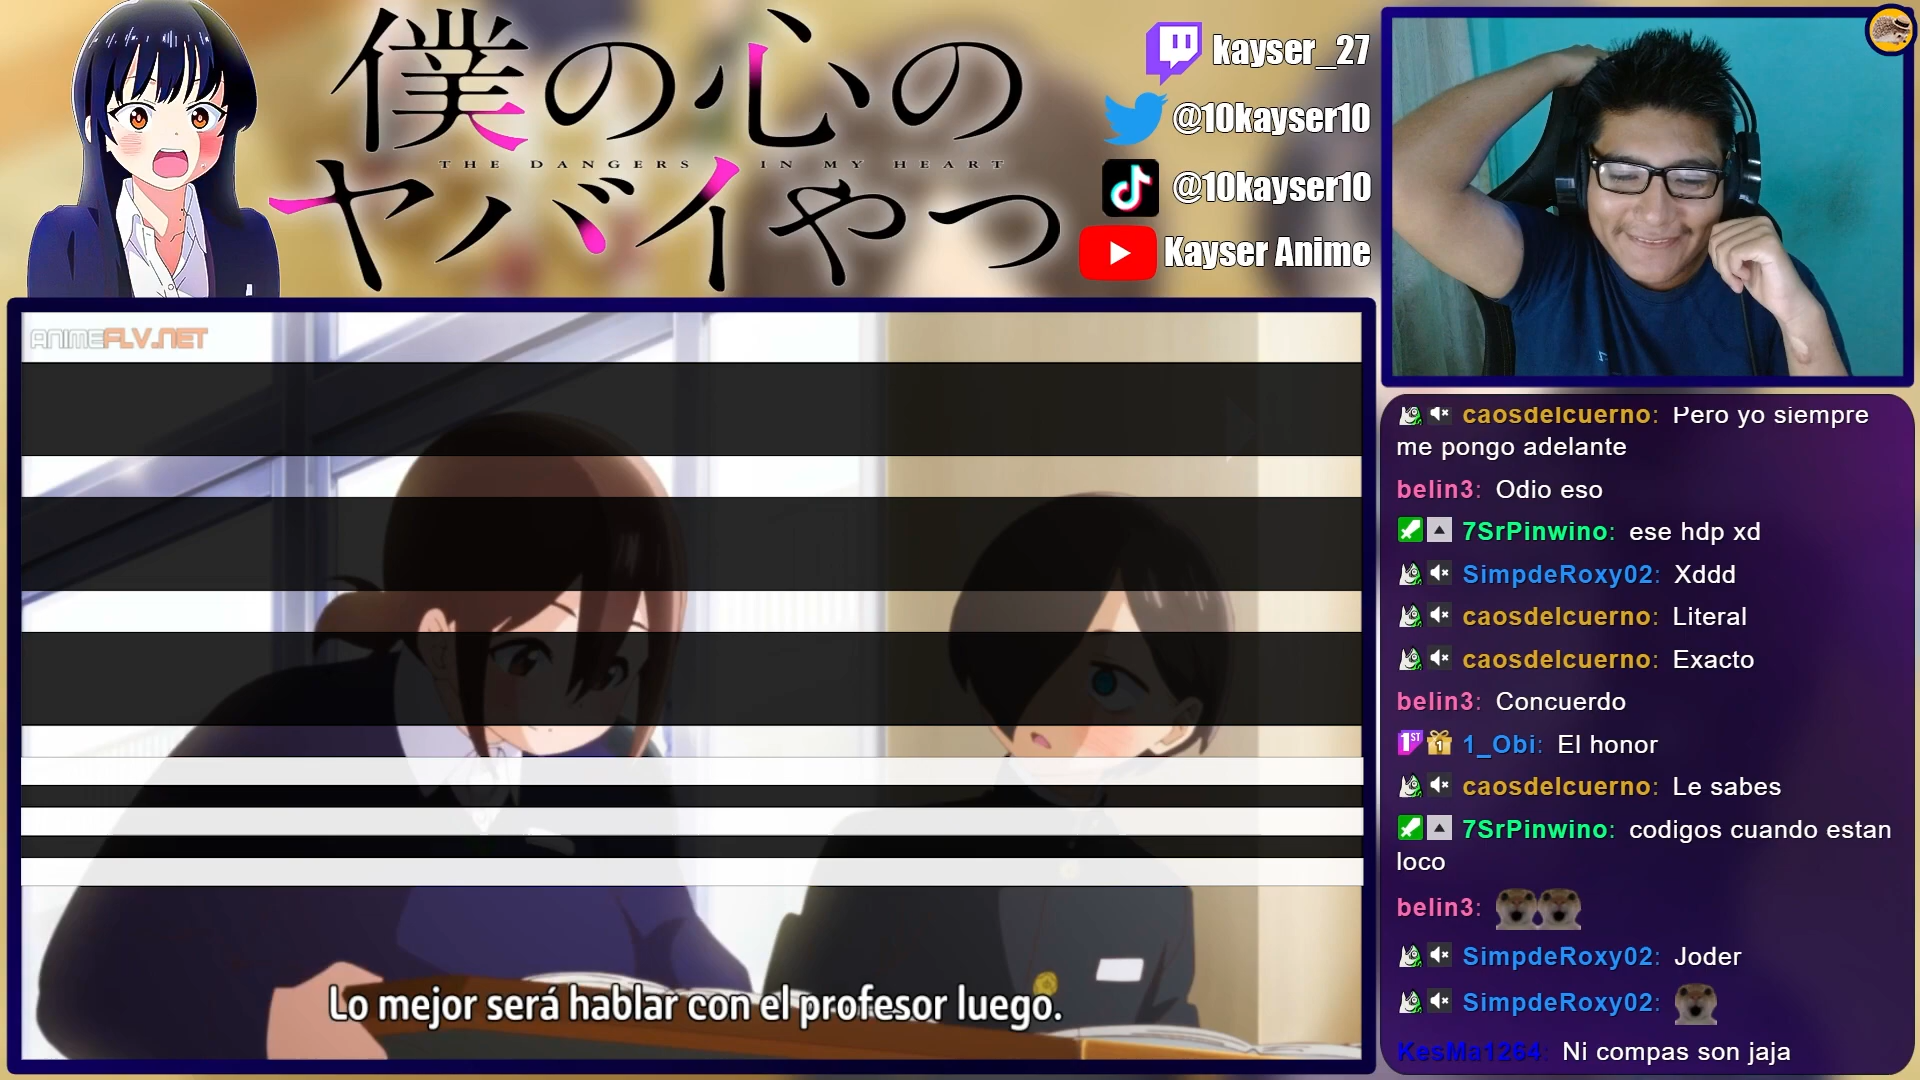 僕の心の
THE DANGERS IN MY HEART
ヤバイやつ
kayser_27
@10kayser10
@10kayser10
Kayser Anime
ANIMEFLV.NET
Lo mejor será hablar con el profesor luego.
caosdelcuerno: Pero yo siempre
me pongo adelante
belin3: Odio eso
7SrPinwino: ese hdp xd
SimpdeRoxy02: Xddd
caosdelcuerno: Literal
caosdelcuerno: Exacto
belin3: Concuerdo
1ST 1 1_Obi: El honor
caosdelcuerno: Le sabes
7SrPinwino: codigos cuando estan
loco
belin3:
SimpdeRoxy02: Joder
SimpdeRoxy02:
KesMa1264: Ni compas son jaja